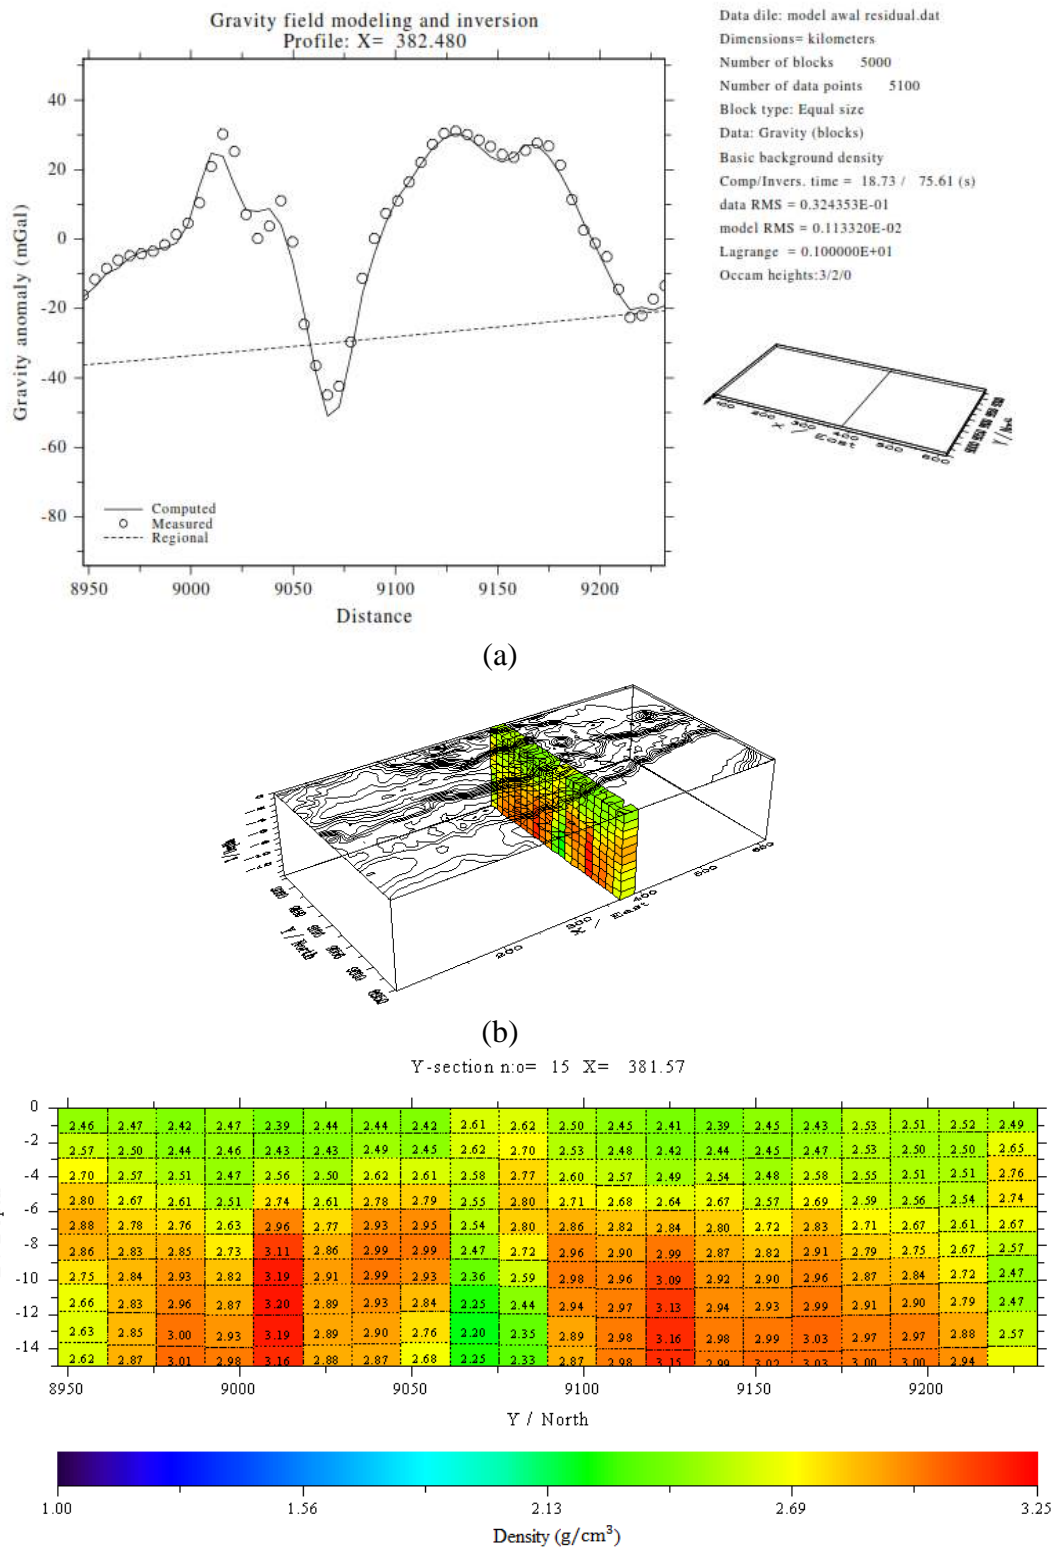 Gravity field modeling and inversion
Profile: X= 382.480
Data dile: model awal residual.dat
Dimensions= kilometers
Number of blocks 5000
Number of data points 5100
Block type: Equal size
Data: Gravity (blocks)
Basic background density
Comp/Invers. time = 18.73 / 75.61 (s)
data RMS = 0.324353E-01
model RMS = 0.113320E-02
Lagrange = 0.100000E+01
Occam heights:3/2/0
Gravity anomaly (mGal)
40
20
0
-20
-40
-60
-80
Computed
Measured
Regional
8950 9000 9050 9100 9150 9200
Distance
X / East
400 300 400 500 600
(a)
200 300 400 500 600
X / East
Y / North
(b)
Y-section n:o= 15 X= 381.57
0
-2
-4
-6
-8
-10
-12
-14
2.46 2.47 2.42 2.47 2.39 2.44 2.44 2.42 2.61 2.62 2.50 2.45 2.41 2.39 2.45 2.43 2.53 2.51 2.52 2.49
2.57 2.50 2.44 2.46 2.43 2.43 2.49 2.45 2.62 2.70 2.53 2.48 2.42 2.44 2.45 2.47 2.53 2.50 2.50 2.65
2.70 2.57 2.51 2.47 2.56 2.50 2.62 2.61 2.58 2.77 2.60 2.57 2.49 2.54 2.48 2.58 2.55 2.51 2.51 2.76
2.80 2.67 2.61 2.51 2.74 2.61 2.78 2.79 2.55 2.80 2.71 2.68 2.64 2.67 2.57 2.69 2.59 2.56 2.54 2.74
2.88 2.78 2.76 2.63 2.96 2.77 2.93 2.95 2.54 2.80 2.86 2.82 2.84 2.80 2.72 2.83 2.71 2.67 2.61 2.67
2.86 2.83 2.85 2.73 3.11 2.86 2.99 2.99 2.47 2.72 2.96 2.90 2.99 2.87 2.82 2.91 2.79 2.75 2.67 2.57
2.75 2.84 2.93 2.82 3.19 2.91 2.99 2.93 2.36 2.59 2.98 2.96 3.09 2.92 2.90 2.96 2.87 2.84 2.72 2.47
2.66 2.83 2.96 2.87 3.20 2.89 2.93 2.84 2.25 2.44 2.94 2.97 3.13 2.94 2.93 2.99 2.91 2.90 2.79 2.47
2.63 2.85 3.00 2.93 3.19 2.89 2.90 2.76 2.20 2.35 2.89 2.98 3.16 2.98 2.99 3.03 2.97 2.97 2.88 2.57
2.62 2.87 3.01 2.98 3.16 2.88 2.87 2.68 2.25 2.33 2.87 2.98 3.15 2.99 3.02 3.03 3.00 3.00 2.94
8950 9000 9050 9100 9150 9200
Y / North
1.00 1.56 2.13 2.69 3.25
Density (g/cm³)